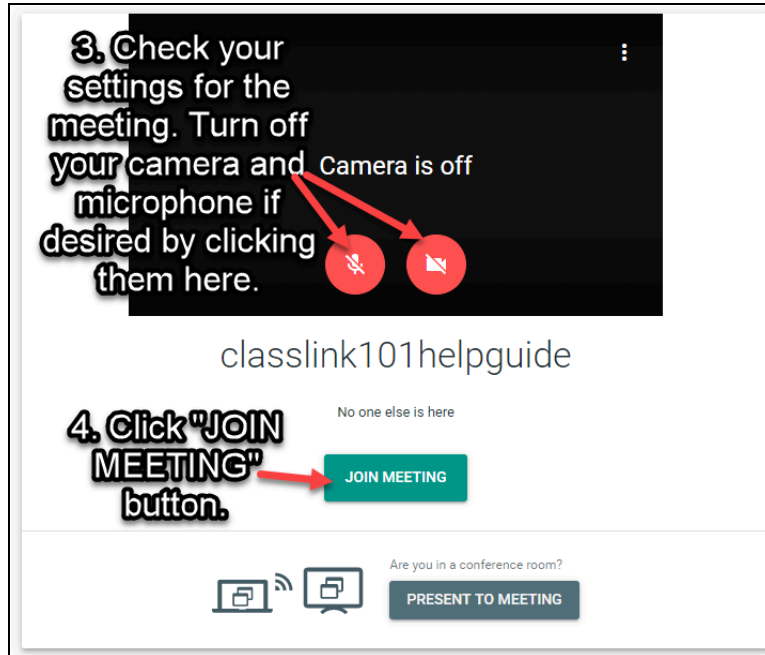 3. Check your
settings for the
meeting. Turn off
your camera and
microphone if
desired by clicking
them here.
Camera is off
classlink101helpguide
No one else is here
4. Click "JOIN
MEETING"
button.
JOIN MEETING
Are you in a conference room?
PRESENT TO MEETING